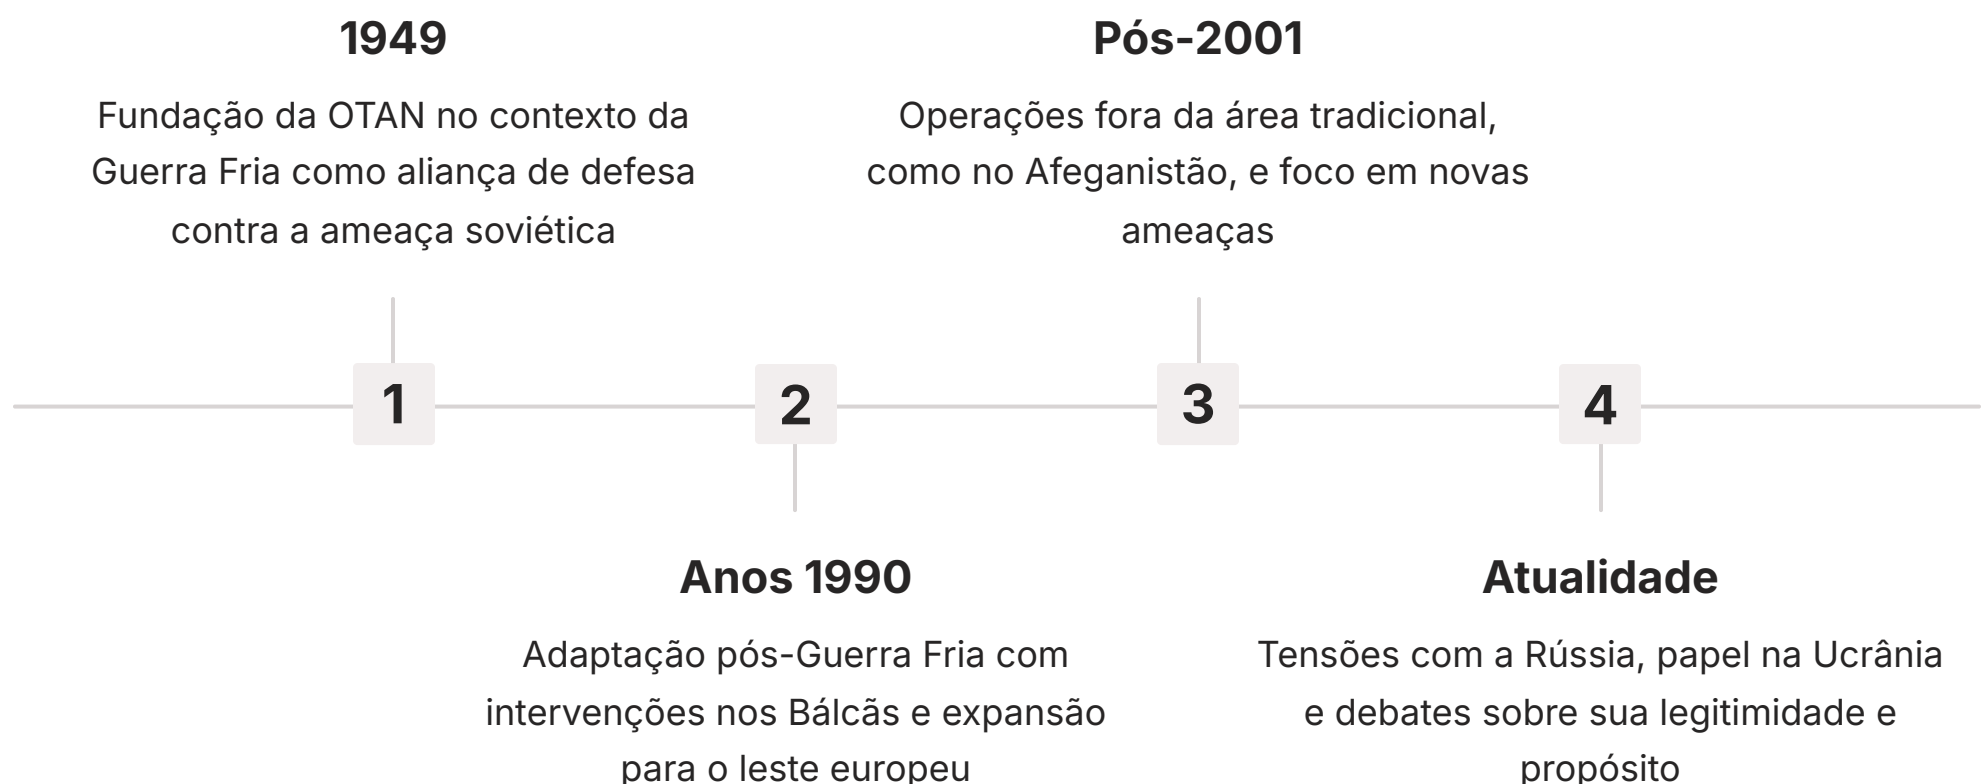 1949
Fundação da OTAN no contexto da
Guerra Fria como aliança de defesa
contra a ameaça soviética
Pós-2001
Operações fora da área tradicional,
como no Afeganistão, e foco em novas
ameaças
1
2
3
4
Anos 1990
Adaptação pós-Guerra Fria com
intervenções nos Bálcãs e expansão
para o leste europeu
Atualidade
Tensões com a Rússia, papel na Ucrânia
e debates sobre sua legitimidade e
propósito